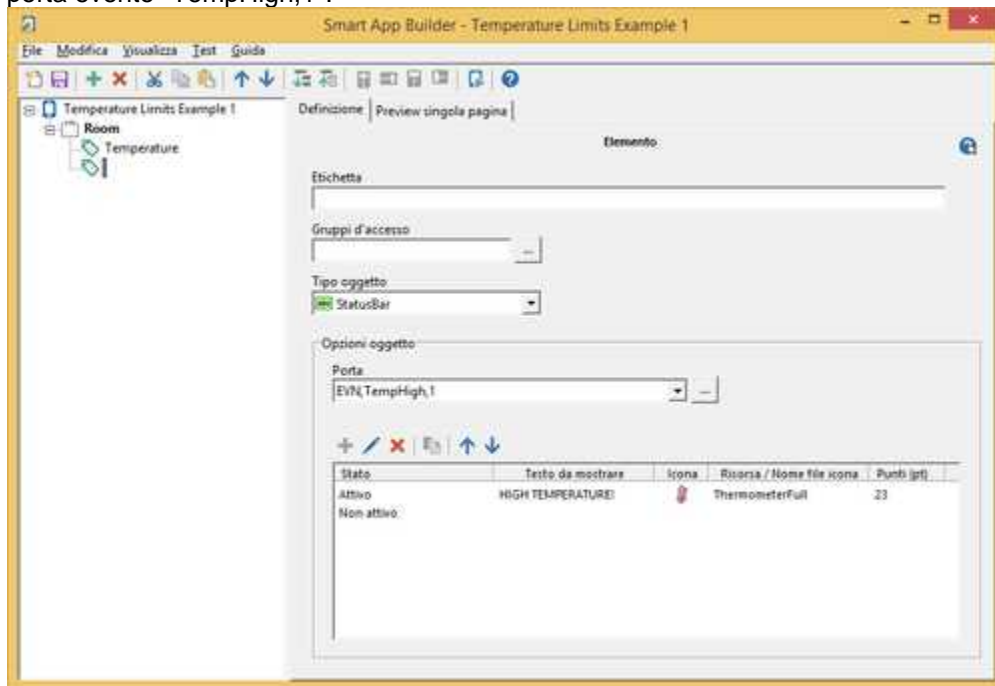 porta evento "TempHigh,1".
Smart App Builder - Temperature Limits Example 1
File Modifica Visualizza Test Guida
Temperature Limits Example 1
Room
Temperature
Definizione Preview singola pagina
Elemento
Etichetta
Gruppi d'accesso
...
Tipo oggetto
StatusBar
Opzioni oggetto
Porta
EVN,TempHigh,1
...
Stato Testo da mostrare Icona Risorsa / Nome file icona Punti (pt)
Attivo HIGH TEMPERATURE! ThermometerFull 23
Non attivo